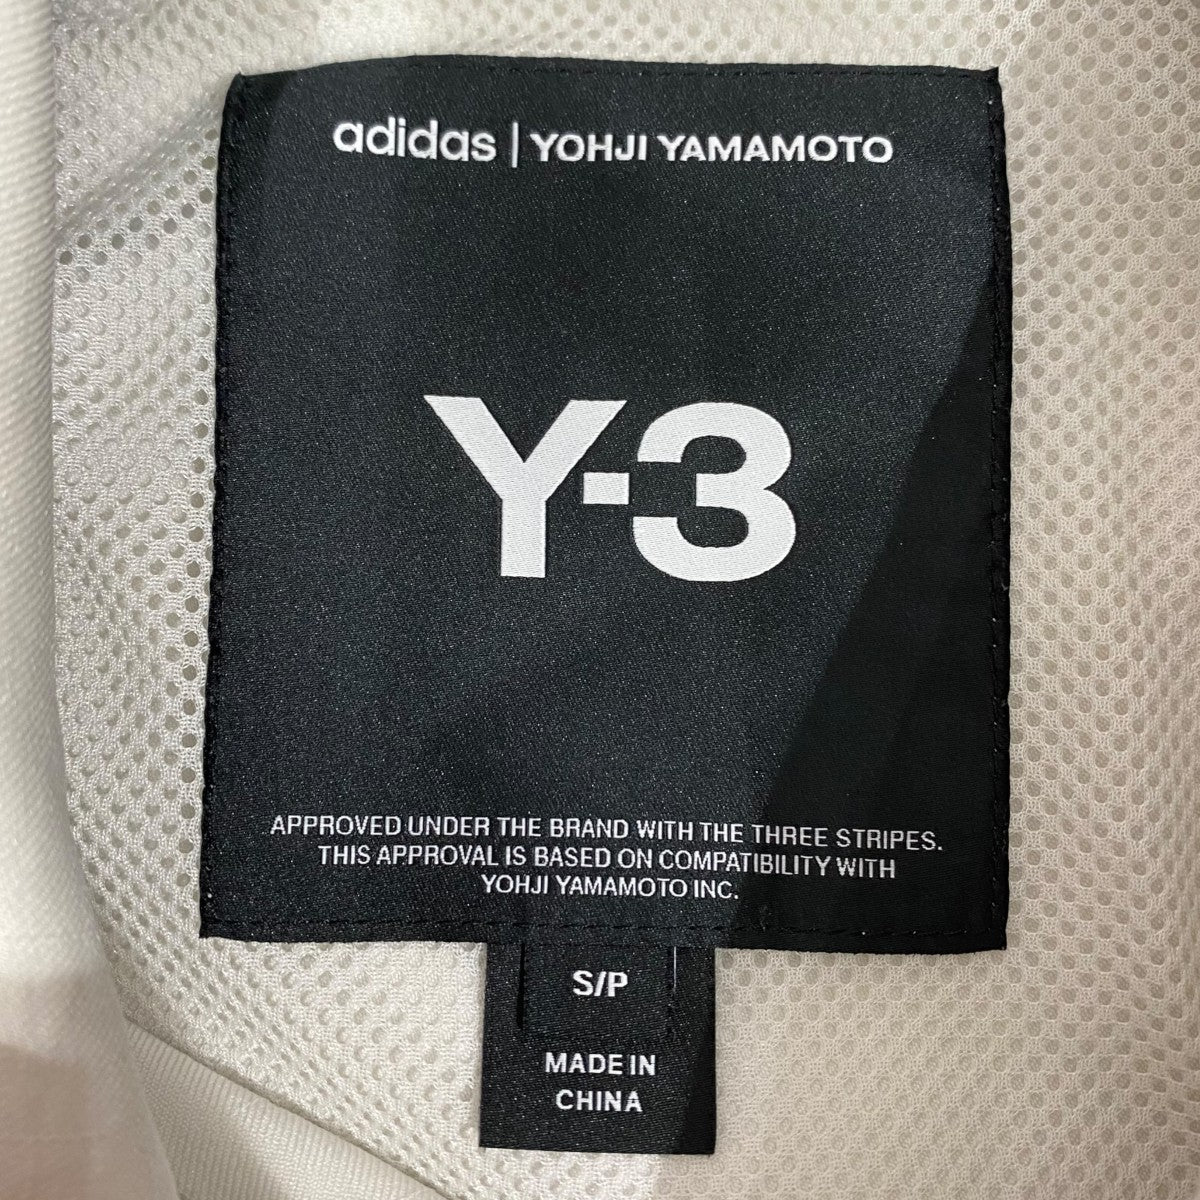 adidas | YOHJI YAMAMOTO
Y-3
APPROVED UNDER THE BRAND WITH THE THREE STRIPES.
THIS APPROVAL IS BASED ON COMPATIBILITY WITH
YOHJI YAMAMOTO INC.
S/P
MADE IN
CHINA